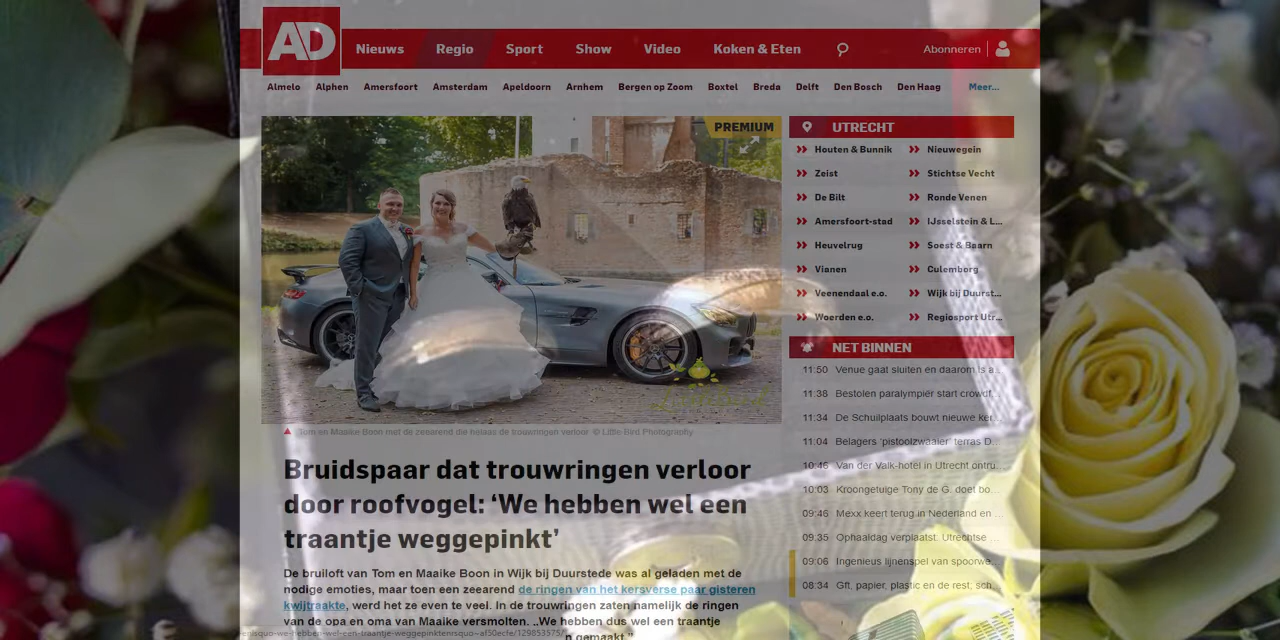 AD
Nieuws Regio Sport Show Video Koken & Eten Abonneren
Almelo Alphen Amersfoort Amsterdam Apeldoorn Arnhem Bergen op Zoom Boxtel Breda Delft Den Bosch Den Haag Meer...
PREMIUM
Tom en Maaike Boon met de zeearend die helaas de trouwringen verloor © Little Bird Photography
Bruidspaar dat trouwringen verloor
door roofvogel: ‘We hebben wel een
traantje weggepinkt’
De bruiloft van Tom en Maaike Boon in Wijk bij Duurstede was al geladen met de
nodige emoties, maar toen een zeearend de ringen van het kersverse paar gisteren
kwijtraakte, werd het ze even te veel. In de trouwringen zaten namelijk de ringen
van de opa en oma van Maaike versmolten. „We hebben dus wel een traantje
n gemaakt.”
UTRECHT
Houten & Bunnik Nieuwegein
Zeist Stichtse Vecht
De Bilt Ronde Venen
Amersfoort-stad IJsselstein & L...
Heuvelrug Soest & Baarn
Vianen Culemborg
Veenendaal e.o. Wijk bij Duurst...
Woerden e.o. Regiosport Utr...
NET BINNEN
11:50 Venue gaat sluiten en daarom is a...
11:38 Bestolen paralympiër start crowdf...
11:34 De Schuilplaats bouwt nieuwe ker...
11:04 Belagers ‘pistoolzwaaier’ terras D...
10:46 Van der Valk-hotel in Utrecht ontru...
10:03 Kroongetuige Tony de G. doet bo...
09:46 Mexx keert terug in Nederland en ...
09:35 Ophaaldag verplaatst: Utrechtse ...
09:06 Ingenieus lijnenspel van spoorwe...
08:34 Gft, papier, plastic en de rest: sch...